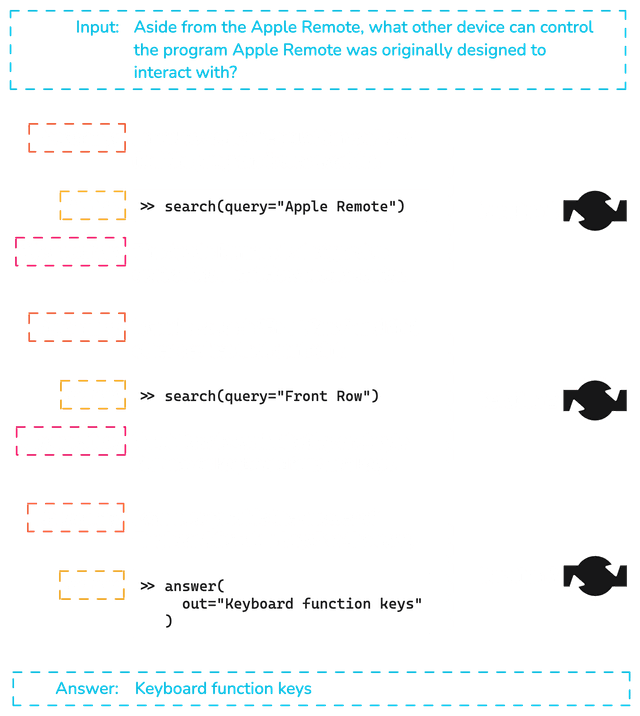 Input: Aside from the Apple Remote, what other device can control
the program Apple Remote was originally designed to
interact with?
>> search(query="Apple Remote")
>> search(query="Front Row")
>> answer(
out="Keyboard function keys"
)
Answer: Keyboard function keys